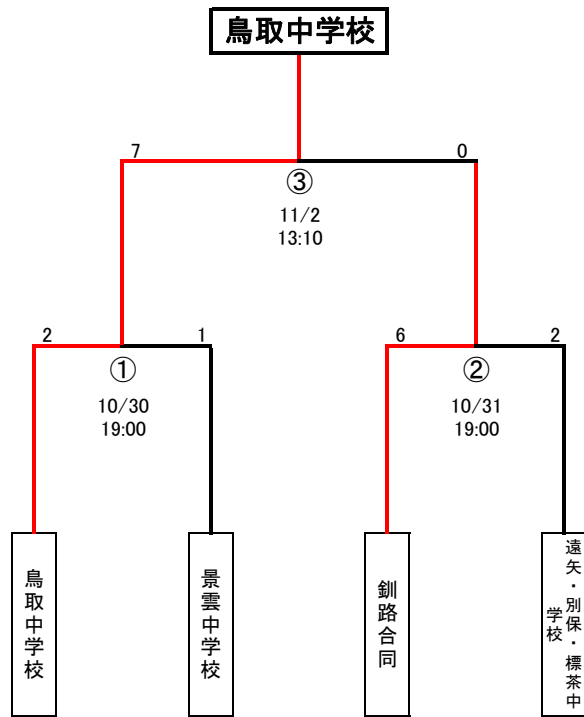 鳥取中学校
7
0
③
11/2
13:10
2
1
6
2
①
②
10/30
19:00
10/31
19:00
鳥取中学校
景雲中学校
釧路合同
遠矢・別保・標茶中
学校